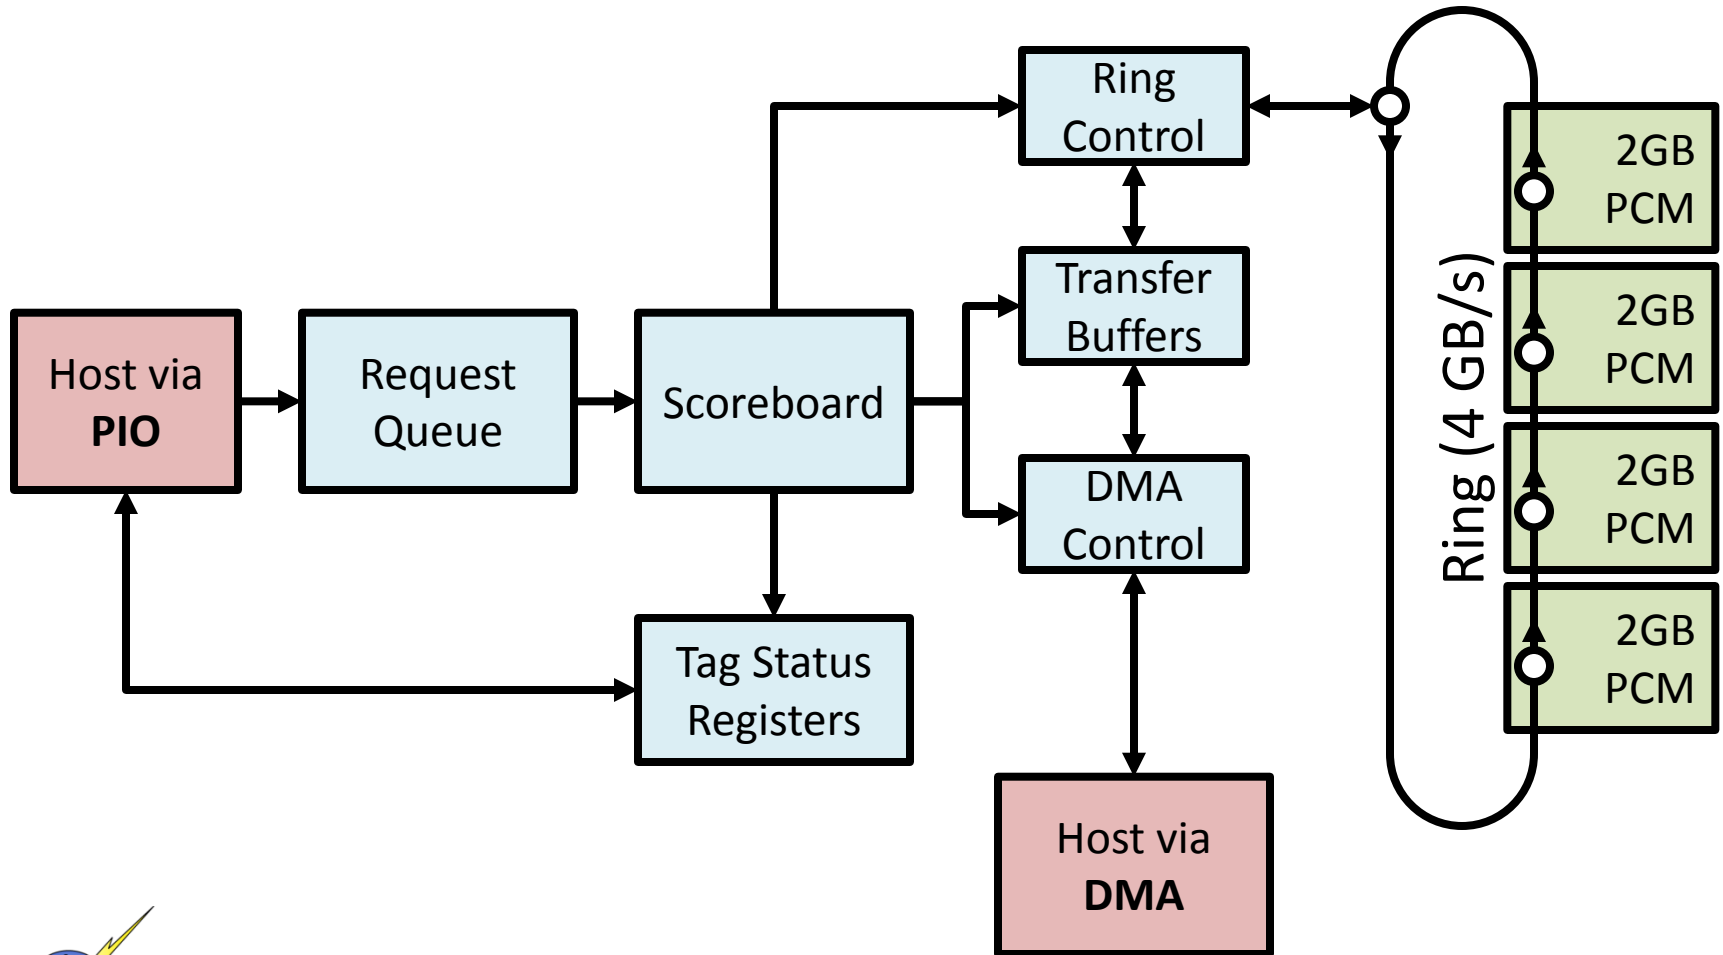 Ring
Control
2GB
PCM
Transfer
Buffers
Ring (4 GB/s)
2GB
PCM
Host via
PIO
Request
Queue
Scoreboard
DMA
Control
2GB
PCM
Tag Status
Registers
2GB
PCM
Host via
DMA